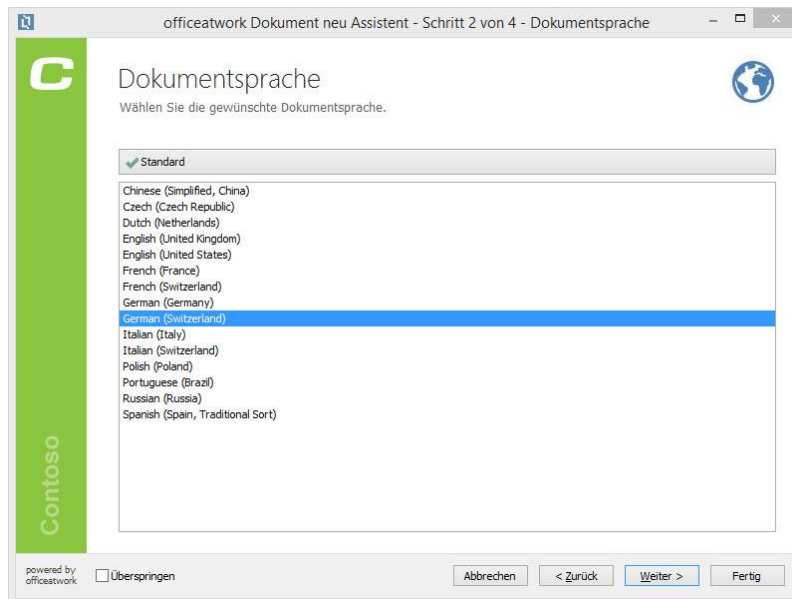 officeatwork Dokument neu Assistent - Schritt 2 von 4 - Dokumentsprache
C
Dokumentsprache
Wählen Sie die gewünschte Dokumentsprache.
Standard
Chinese (Simplified, China)
Czech (Czech Republic)
Dutch (Netherlands)
English (United Kingdom)
English (United States)
French (France)
French (Switzerland)
German (Germany)
German (Switzerland)
Italian (Italy)
Italian (Switzerland)
Polish (Poland)
Portuguese (Brazil)
Russian (Russia)
Spanish (Spain, Traditional Sort)
Contoso
powered by
officeatwork
Überspringen
Abbrechen
< Zurück
Weiter >
Fertig